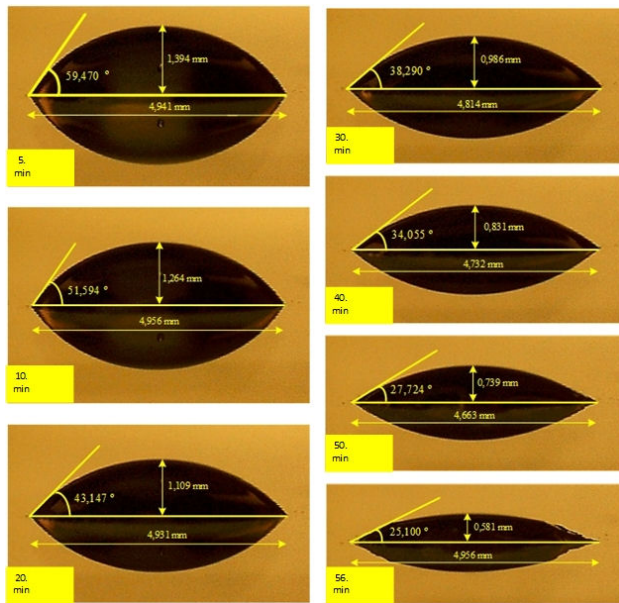 59,470 °
1,394 mm
4,941 mm
5.
min
51,594 °
1,264 mm
4,956 mm
10.
min
43,147 °
1,109 mm
4,931 mm
20.
min
38,290 °
0,986 mm
4,814 mm
30.
min
34,055 °
0,831 mm
4,732 mm
40.
min
27,724 °
0,739 mm
4,663 mm
50.
min
25,100 °
0,581 mm
4,956 mm
56.
min